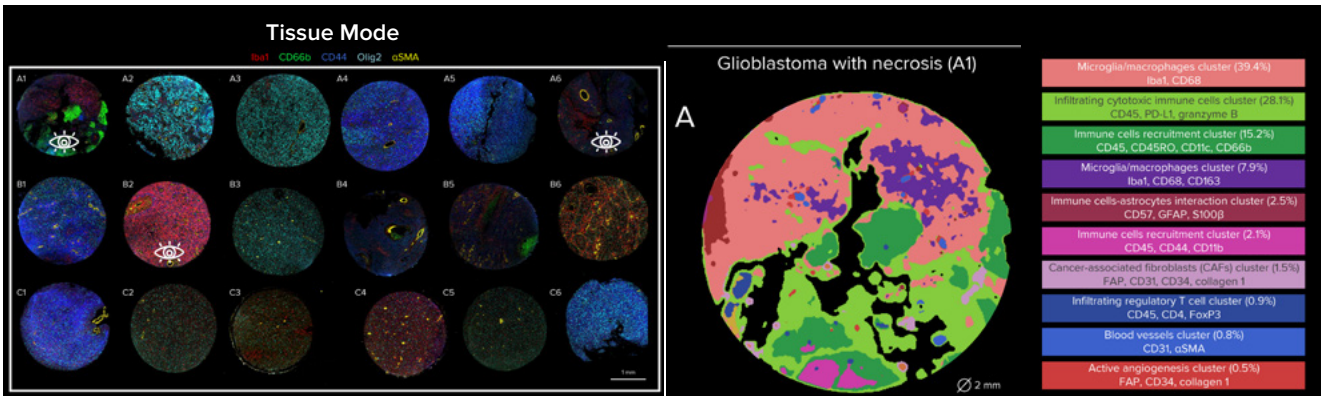 Tissue Mode
Iba1 CD66b CD44 Olig2 αSMA
A1 A2 A3 A4 A5 A6
B1 B2 B3 B4 B5 B6
C1 C2 C3 C4 C5 C6
1 mm
Glioblastoma with necrosis (A1)
A
2 mm
Microglia/macrophages cluster (39.4%)
Iba1, CD68
Infiltrating cytotoxic immune cells cluster (28.1%)
CD45, PD-L1, granzyme B
Immune cells recruitment cluster (15.2%)
CD45, CD45RO, CD11c, CD66b
Microglia/macrophages cluster (7.9%)
Iba1, CD68, CD163
Immune cells-astrocytes interaction cluster (2.5%)
CD57, GFAP, S100β
Immune cells recruitment cluster (2.1%)
CD45, CD44, CD11b
Cancer-associated fibroblasts (CAFs) cluster (1.5%)
FAP, CD31, CD34, collagen 1
Infiltrating regulatory T cell cluster (0.9%)
CD45, CD4, FoxP3
Blood vessels cluster (0.8%)
CD31, αSMA
Active angiogenesis cluster (0.5%)
FAP, CD34, collagen 1